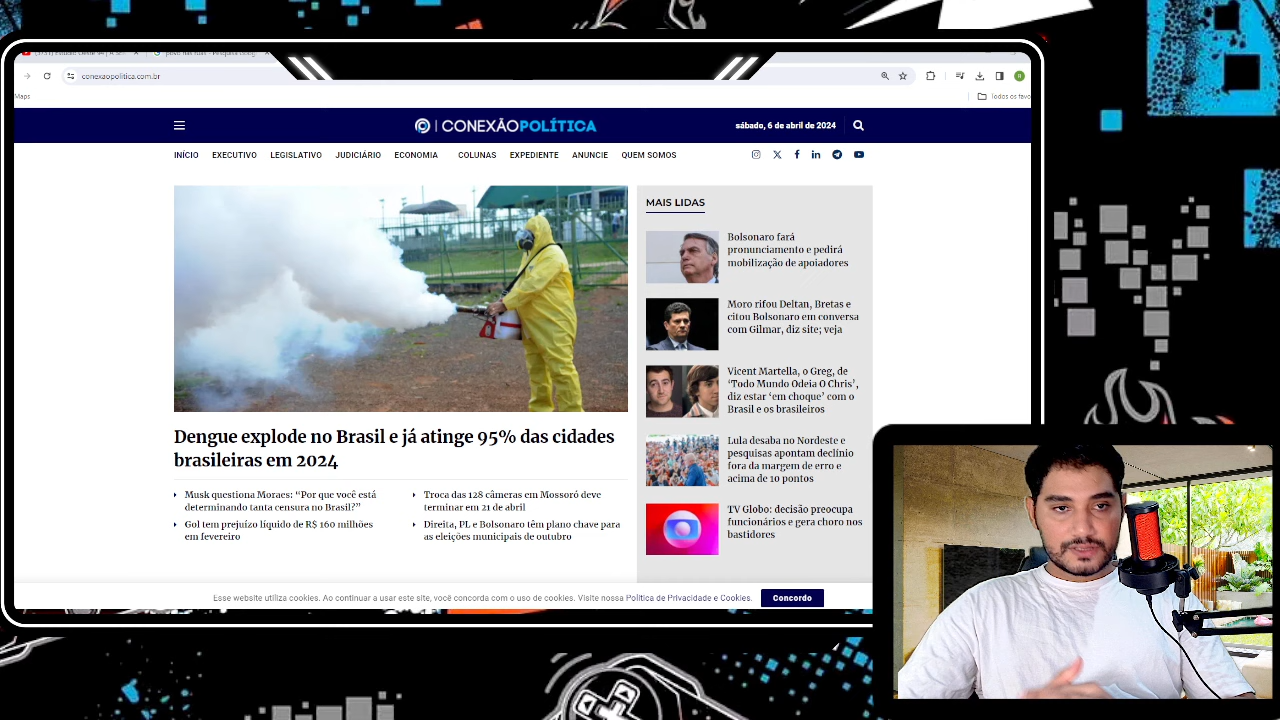 conexaopolitica.com.br
Maps
Todos os favo
CONEXÃOPOLÍTICA
sábado, 6 de abril de 2024
INÍCIO EXECUTIVO LEGISLATIVO JUDICIÁRIO ECONOMIA COLUNAS EXPEDIENTE ANUNCIE QUEM SOMOS
Dengue explode no Brasil e já atinge 95% das cidades
brasileiras em 2024
Musk questiona Moraes: “Por que você está
determinando tanta censura no Brasil?”
Gol tem prejuízo líquido de R$ 160 milhões
em fevereiro
Troca das 128 câmeras em Mossoró deve
terminar em 21 de abril
Direita, PL e Bolsonaro têm plano chave para
as eleições municipais de outubro
MAIS LIDAS
Bolsonaro fará
pronunciamento e pedirá
mobilização de apoiadores
Moro rifou Deltan, Bretas e
citou Bolsonaro em conversa
com Gilmar, diz site; veja
Vicent Martella, o Greg, de
‘Todo Mundo Odeia O Chris’,
diz estar ‘em choque’ com o
Brasil e os brasileiros
Lula desaba no Nordeste e
pesquisas apontam declínio
fora da margem de erro e
acima de 10 pontos
TV Globo: decisão preocupa
funcionários e gera choro nos
bastidores
Esse website utiliza cookies. Ao continuar a usar este site, você concorda com o uso de cookies. Visite nossa Política de Privacidade e Cookies.
Concordo